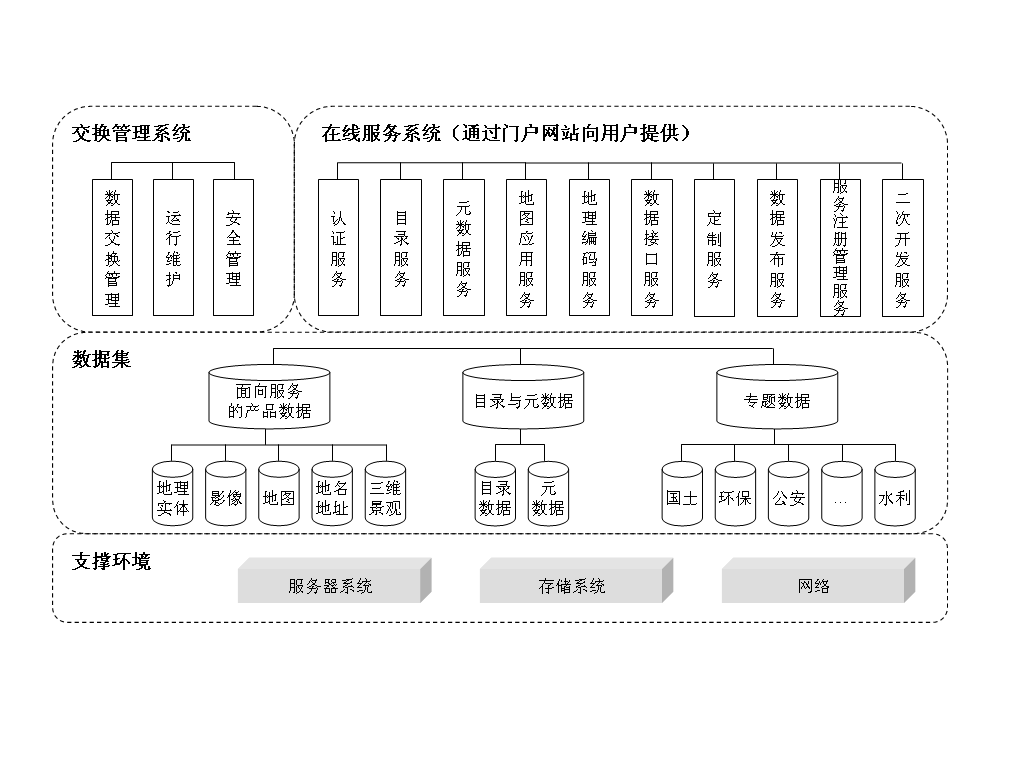 交换管理系统
在线服务系统（通过门户网站向用户提供）
数据交换管理
运行维护
安全管理
认证服务
目录服务
元数据服务
地图应用服务
地理编码服务
数据接口服务
定制服务
数据发布服务
服务注册管理服务
二次开发服务
数据集
面向服务
的产品数据
目录与元数据
专题数据
地理
实体
影像
地图
地名
地址
三维
景观
目录
数据
元
数据
国土
环保
公安
...
水利
支撑环境
服务器系统
存储系统
网络